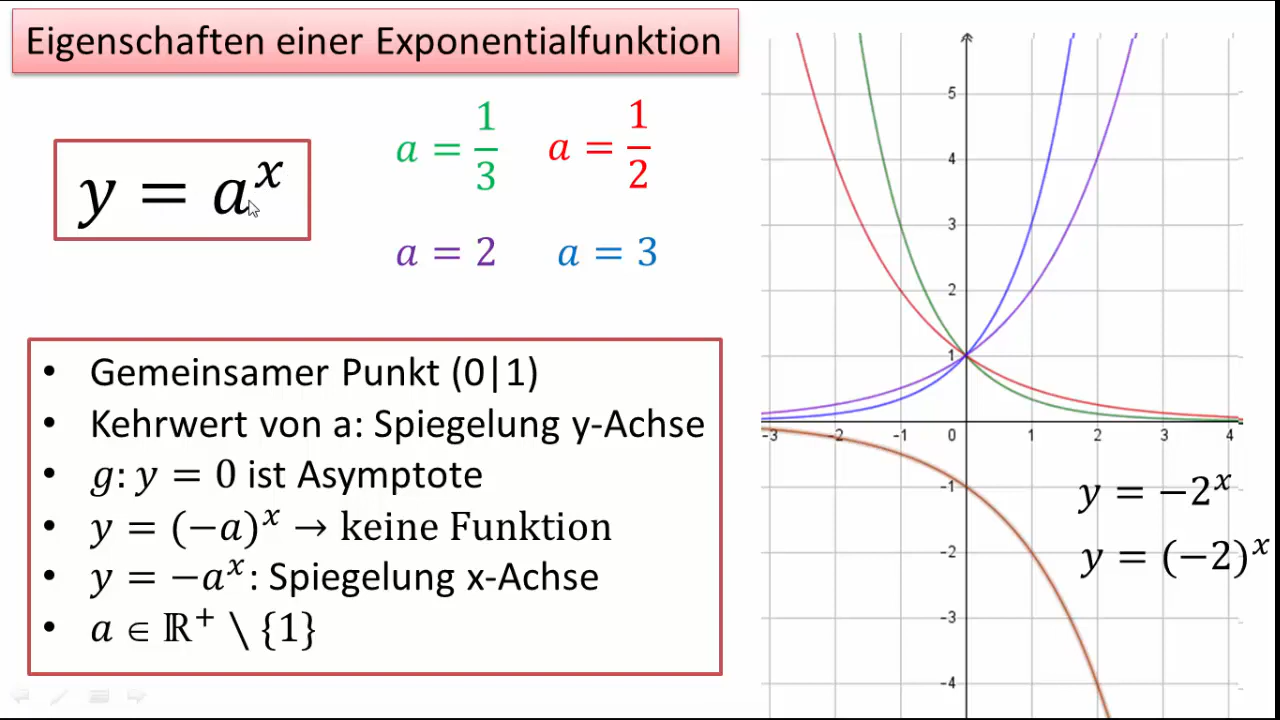 Eigenschaften einer Exponentialfunktion
y = a^x
a = 1/3 a = 1/2
a = 2 a = 3
• Gemeinsamer Punkt (0|1)
• Kehrwert von a: Spiegelung y-Achse
• g: y = 0 ist Asymptote
• y = (−a)^x → keine Funktion
• y = −a^x: Spiegelung x-Achse
• a ∈ ℝ⁺ \ {1}
5
4
3
2
1
-3 -2 -1 0 1 2 3 4
-1
-2
-3
-4
y = −2^x
y = (−2)^x